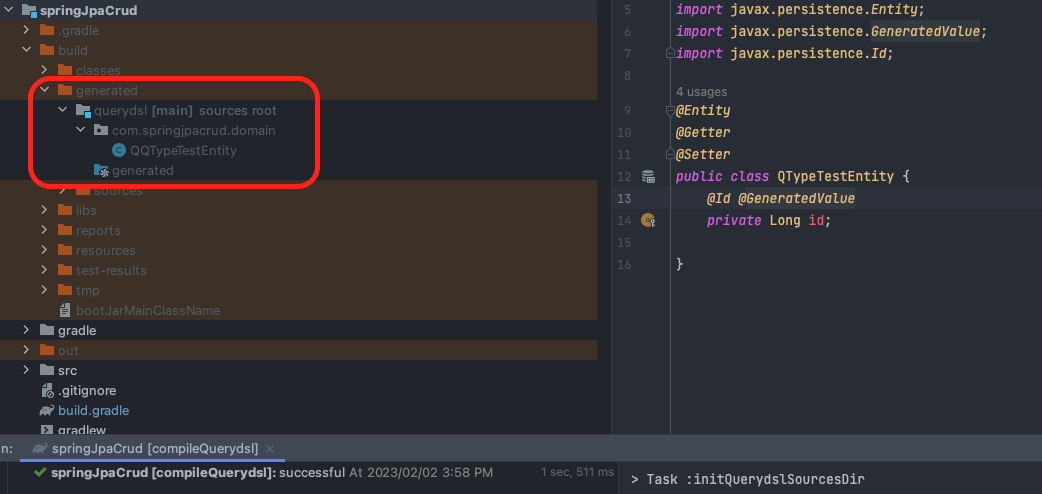 springJpaCrud
.gradle
build
classes
generated
querydsl [main] sources root
com.springjpacrud.domain
QQTypeTestEntity
generated
sources
libs
reports
resources
test-results
tmp
bootJarMainClassName
gradle
out
src
.gitignore
build.gradle
gradlew
5 import javax.persistence.Entity;
6 import javax.persistence.GeneratedValue;
7 import javax.persistence.Id;
8
4 usages
9 @Entity
10 @Getter
11 @Setter
12 public class QTypeTestEntity {
13 @Id @GeneratedValue
14 private Long id;
15
16 }
n: springJpaCrud [compileQuerydsl] ×
springJpaCrud [compileQuerydsl]: successful At 2023/02/02 3:58 PM 1 sec, 511 ms
> Task :initQuerydslSourcesDir